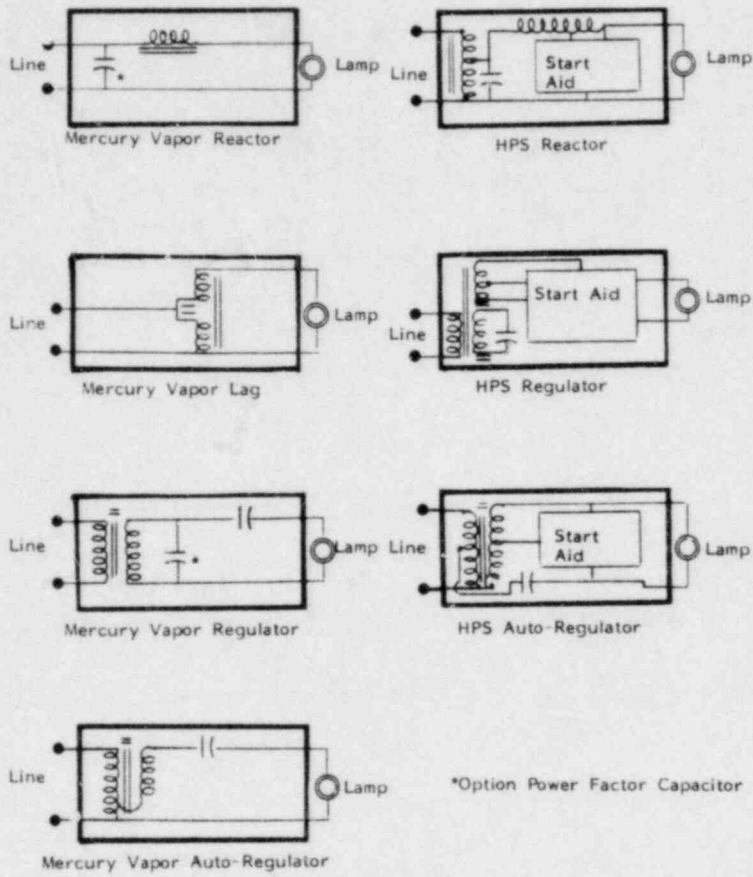 Line
*
Lamp
Mercury Vapor Reactor
Line
Start
Aid
Lamp
HPS Reactor
Line
Lamp
Mercury Vapor Lag
Line
Start Aid
Lamp
HPS Regulator
Line
*
Lamp
Mercury Vapor Regulator
Line
Start
Aid
Lamp
HPS Auto-Regulator
Line
Lamp
Mercury Vapor Auto-Regulator
*Option Power Factor Capacitor